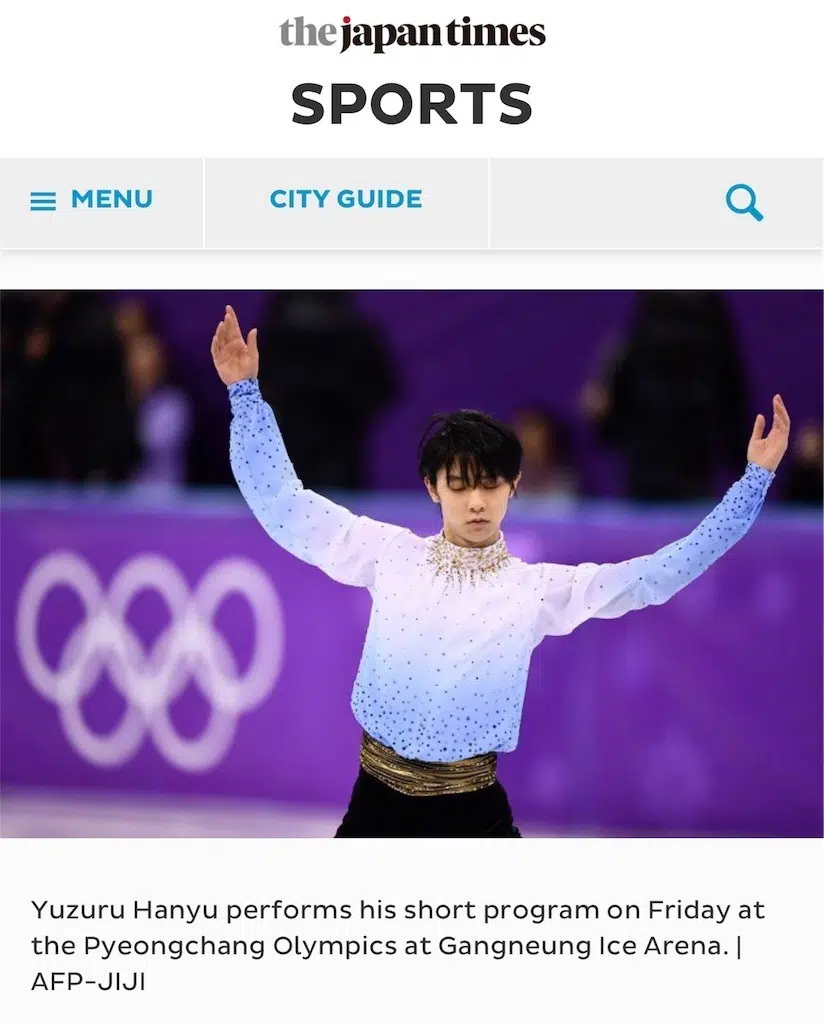 the japan times
SPORTS
MENU
CITY GUIDE
Yuzuru Hanyu performs his short program on Friday at
the Pyeongchang Olympics at Gangneung Ice Arena. |
AFP-JIJI